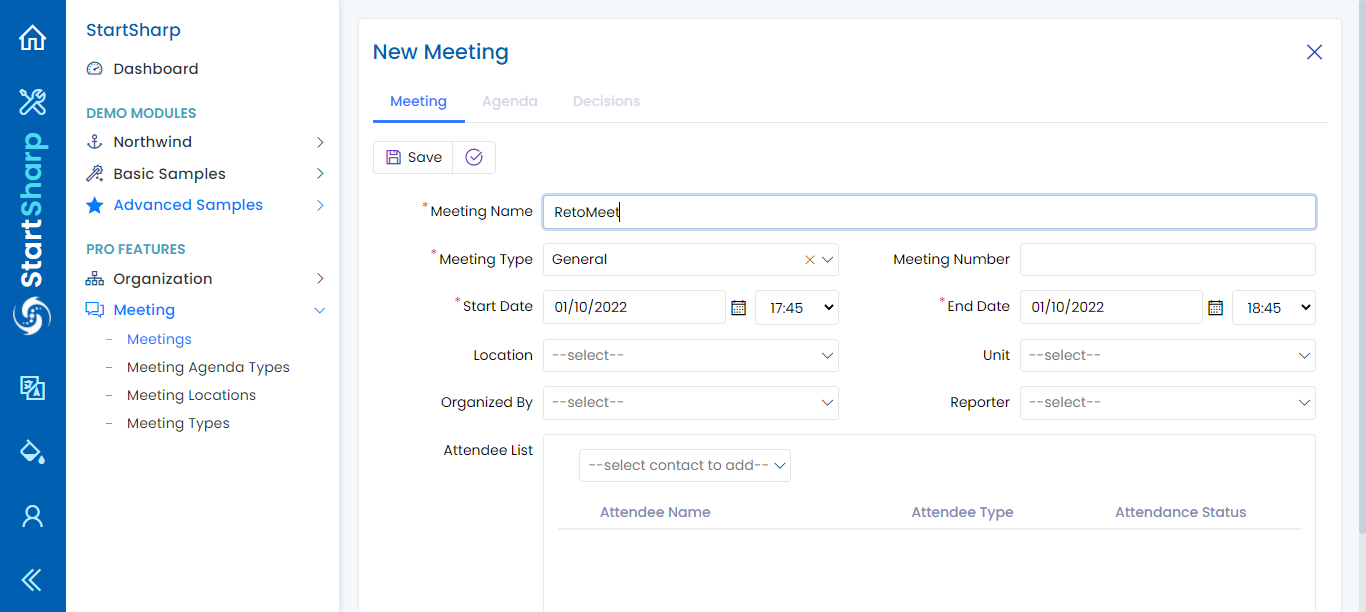 StartSharp
StartSharp
Dashboard
DEMO MODULES
Northwind
Basic Samples
Advanced Samples
PRO FEATURES
Organization
Meeting
Meetings
Meeting Agenda Types
Meeting Locations
Meeting Types
New Meeting
Meeting Agenda Decisions
Save
*Meeting Name RetoMeet
*Meeting Type General Meeting Number
*Start Date 01/10/2022 17:45 *End Date 01/10/2022 18:45
Location --select-- Unit --select--
Organized By --select-- Reporter --select--
Attendee List
--select contact to add--
Attendee Name Attendee Type Attendance Status